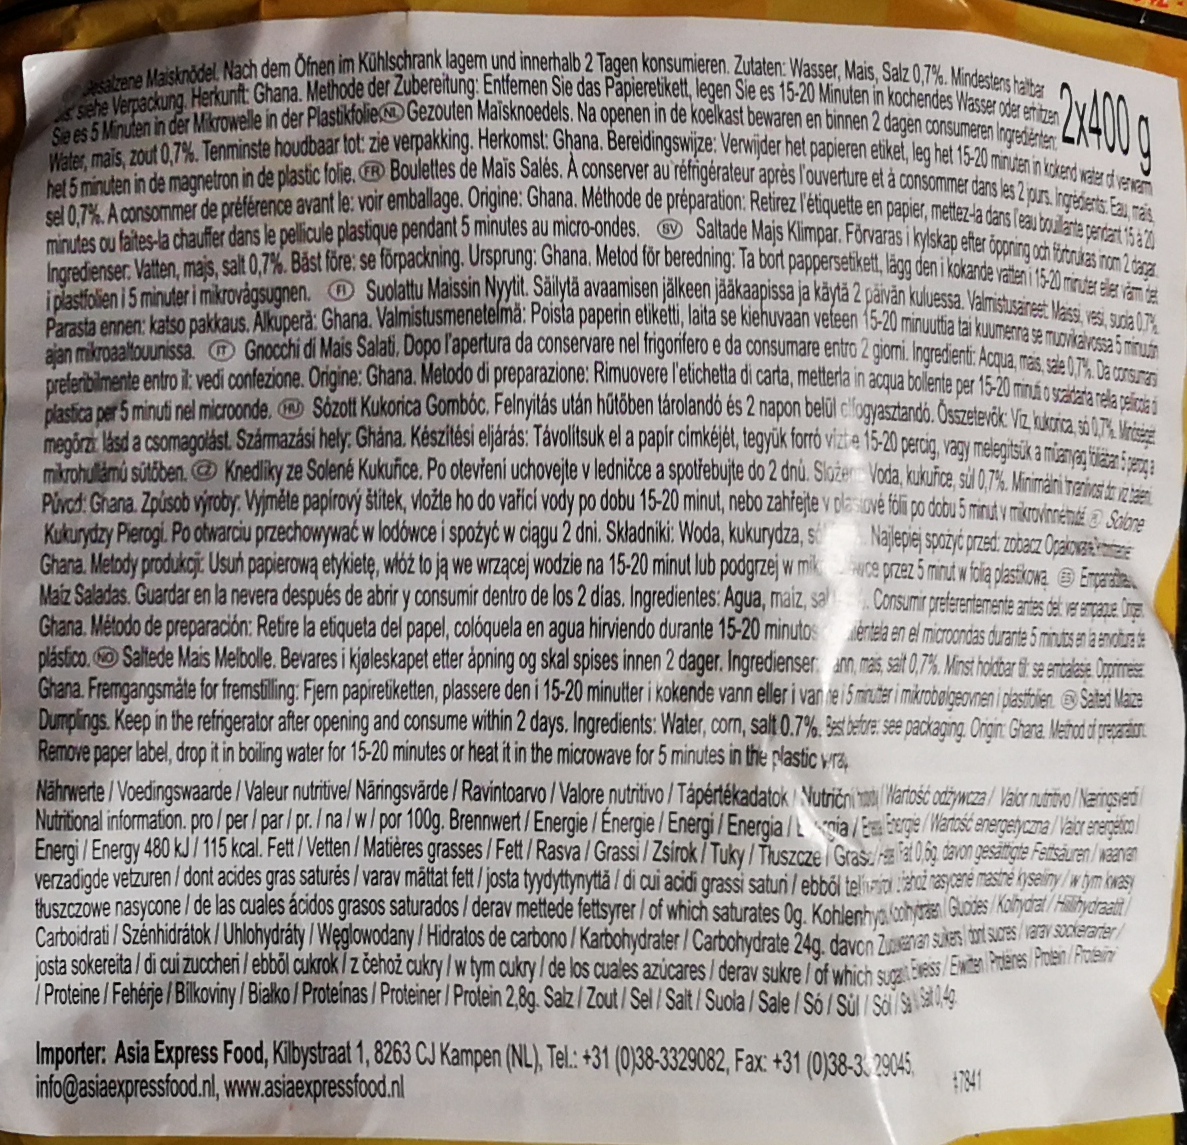 gesalzene Maisknödel. Nach dem Öfnen im Kühlschrank lagern und innerhalb 2 Tagen konsumieren. Zutaten: Wasser, Mais, Salz 0,7%. Mindestens haltbar
siehe Verpackung. Herkunft: Ghana. Methode der Zubereitung: Entfernen Sie das Papieretikett, legen Sie es 15-20 Minuten in kochendes Wasser oder erhitzen
2x400 g
Sie es 5 Minuten in der Mikrowelle in der Plastikfolie. NL Gezouten Maïsknoedels. Na openen in de koelkast bewaren en binnen 2 dagen consumeren Ingrediënten:
Water, maïs, zout 0,7%. Tenminste houdbaar tot: zie verpakking. Herkomst: Ghana. Bereidingswijze: Verwijder het papieren etiket, leg het 15-20 minuten in kokend water of verwarm
het 5 minuten in de magnetron in de plastic folie. FR Boulettes de Maïs Salés. À conserver au réfrigérateur après l'ouverture et à consommer dans les 2 jours. Ingrédients: Eau, maïs,
sel 0,7%. A consommer de préférence avant le: voir emballage. Origine: Ghana. Méthode de préparation: Retirez l'étiquette en papier, mettez-la dans l'eau bouillante pendant 15 à 20
minutes ou faites-la chauffer dans le pellicule plastique pendant 5 minutes au micro-ondes. SV Saltade Majs Klimpar. Förvaras i kylskap efter öppning och förbrukas inom 2 dagar.
Ingredienser: Vatten, majs, salt 0,7%. Bäst före: se förpackning. Ursprung: Ghana. Metod för beredning: Ta bort pappersetikett, lägg den i kokande vatten i 15-20 minuter eller värm det
i plastfolien i 5 minuter i mikrovågsugnen. FI Suolattu Maissin Nyytit. Säilytä avaamisen jälkeen jääkaapissa ja käytä 2 päivän kuluessa. Valmistusaineet: Maissi, vesi, suola 0,7%.
Parasta ennen: katso pakkaus. Alkuperä: Ghana. Valmistusmenetelmä: Poista paperin etiketti, laita se kiehuvaan veteen 15-20 minuuttia tai kuumenna se muovikalvossa 5 minuutin
ajan mikroaaltouunissa. IT Gnocchi di Mais Salati. Dopo l'apertura da conservare nel frigorifero e da consumare entro 2 giorni. Ingredienti: Acqua, mais, sale 0,7%. Da consumarsi
preferibilmente entro il: vedi confezione. Origine: Ghana. Metodo di preparazione: Rimuovere l'etichetta di carta, metterla in acqua bollente per 15-20 minuti o scaldarla nella pellicola di
plastica per 5 minuti nel microonde. HU Sózott Kukorica Gombóc. Felnyitás után hűtőben tárolandó és 2 napon belül fogyasztandó. Összetevők: Víz, kukorica, só 0,7%. Minőségét
megőrzi: lásd a csomagolást. Származási hely: Ghána. Készítési eljárás: Távolítsuk el a papír címkéjét, tegyük forró vízbe 15-20 percig, vagy melegítsük a műanyag fóliában 5 percig a
mikrohullámú sütőben. CZ Knedlíky ze Solené Kukuřice. Po otevření uchovejte v ledničce a spotřebujte do 2 dnů. Složení: Voda, kukuřice, sůl 0,7%. Minimální trvanlivost do: viz balení.
Původ: Ghana. Způsob výroby: Vyjměte papírový štítek, vložte ho do vařící vody po dobu 15-20 minut, nebo zahřejte v plastové fólii po dobu 5 minut v mikrovlnné Solone
Kukurydzy Pierogi. Po otwarciu przechowywać w lodówce i spożyć w ciągu 2 dni. Składniki: Woda, kukurydza, Najlepiej spożyć przed: zobacz
Ghana. Metody produkcji: Usuń papierową etykietę, włóż to ją we wrzącej wodzie na 15-20 minut lub podgrzej w przez 5 minut w folią plastikową. ES
Maíz Saladas. Guardar en la nevera después de abrir y consumir dentro de los 2 días. Ingredientes: Agua, maíz, Consumir preferentemente antes del: ver empaque. Origen:
Ghana. Método de preparación: Retire la etiqueta del papel, colóquela en agua hirviendo durante 15-20 minutos en el microondas durante 5 minutos en la envoltura de
plástico. NO Saltede Mais Melbolle. Bevares i kjøleskapet etter åpning og skal spises innen 2 dager. Ingredienser: mais, salt 0,7%. Minst holdbar til: se emballasje. Opprinnelse:
Ghana. Fremgangsmåte for fremstilling: Fjern papiretiketten, plassere den i 15-20 minutter i kokende vann eller i varme i 5 minutter i mikrobølgeovnen i plastfolien. EN Salted Maize
Dumplings. Keep in the refrigerator after opening and consume within 2 days. Ingredients: Water, corn, salt 0.7%. Best before: see packaging. Origin: Ghana. Method of preparation:
Remove paper label, drop it in boiling water for 15-20 minutes or heat it in the microwave for 5 minutes in the plastic wrap.
Nährwerte / Voedingswaarde / Valeur nutritive/ Näringsvärde / Ravintoarvo / Valore nutritivo / Tápértékadatok / Nutriční / Wartość odżywcza / Valor nutritivo / Næringsverdi /
Nutritional information. pro / per / par / pr. / na / w / por 100g. Brennwert / Energie / Énergie / Energi / Energia / Energia / Energie / Wartość energetyczna / Valor energético /
Energi / Energy 480 kJ / 115 kcal. Fett / Vetten / Matières grasses / Fett / Rasva / Grassi / Zsírok / Tuky / Tłuszcze / Grasa / Fat 0,6g. davon gesättigte Fettsäuren / waarvan
verzadigde vetzuren / dont acides gras saturés / varav mättat fett / josta tyydyttynyttä / di cui acidi grassi saturi / ebből / z čehož nasycené mastné kyseliny / w tym kwasy
tłuszczowe nasycone / de las cuales ácidos grasos saturados / derav mettede fettsyrer / of which saturates 0g. Kohlenhydrate / Koolhydraten / Glucides / Kolhydrat / Hiilihydraatit /
Carboidrati / Szénhidrátok / Uhlohydráty / Węglowodany / Hidratos de carbono / Karbohydrater / Carbohydrate 24g. davon Zucker/waarvan suikers / dont sucres / varav sockerarter /
josta sokereita / di cui zuccheri / ebből cukrok / z čehož cukry / w tym cukry / de los cuales azúcares / derav sukre / of which sugars Eiweiss / Eiwitten / Protéines / Protein / Proteiini
/ Proteine / Fehérje / Bílkoviny / Białko / Proteínas / Proteiner / Protein 2,8g. Salz / Zout / Sel / Salt / Suola / Sale / Só / Sůl / Sól / Sal / Salt 0,4g.
Importer: Asia Express Food, Kilbystraat 1, 8263 CJ Kampen (NL), Tel.: +31 (0)38-3329082, Fax: +31 (0)38-3329045,
info@asiaexpressfood.nl, www.asiaexpressfood.nl